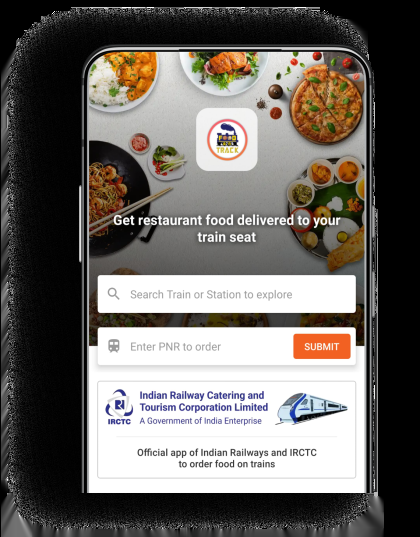 FOOD
ON THE
TRACK
Get restaurant food delivered to your
train seat
Search Train or Station to explore
Enter PNR to order
SUBMIT
IRCTC
Indian Railway Catering and
Tourism Corporation Limited
A Government of India Enterprise
Official app of Indian Railways and IRCTC
to order food on trains